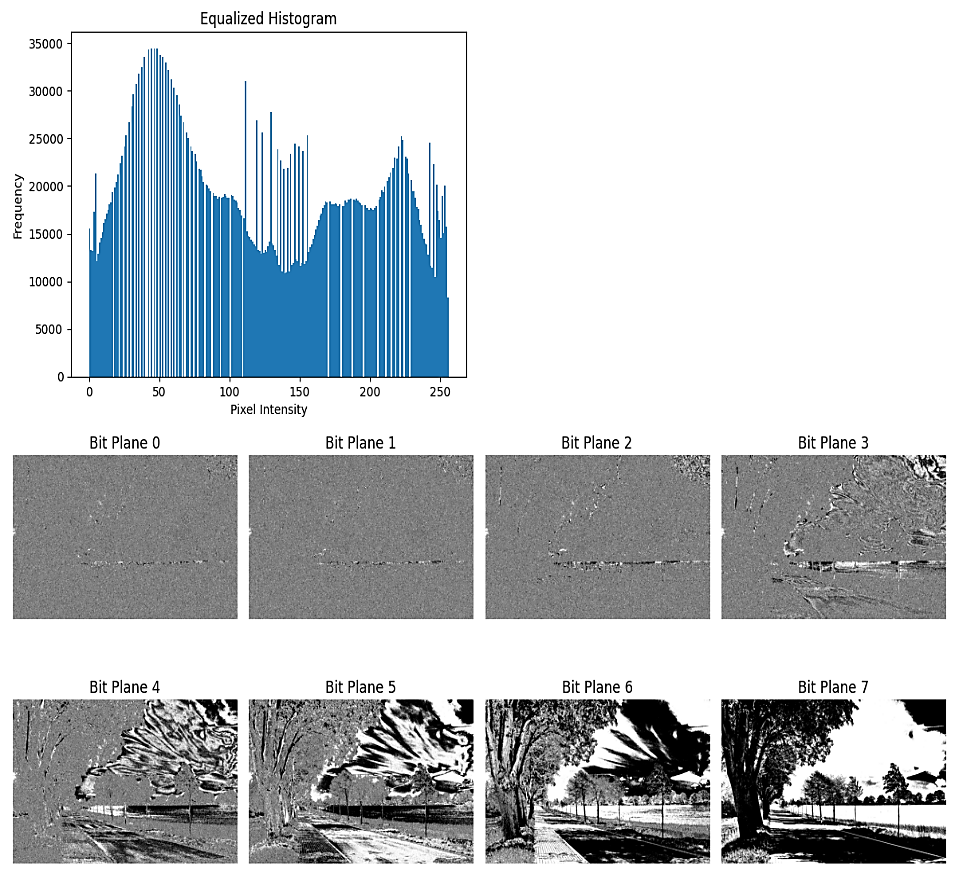 Equalized Histogram
35000
30000
25000
20000
15000
10000
5000
0
Frequency
0 50 100 150 200 250
Pixel Intensity
Bit Plane 0 Bit Plane 1 Bit Plane 2 Bit Plane 3
Bit Plane 4 Bit Plane 5 Bit Plane 6 Bit Plane 7